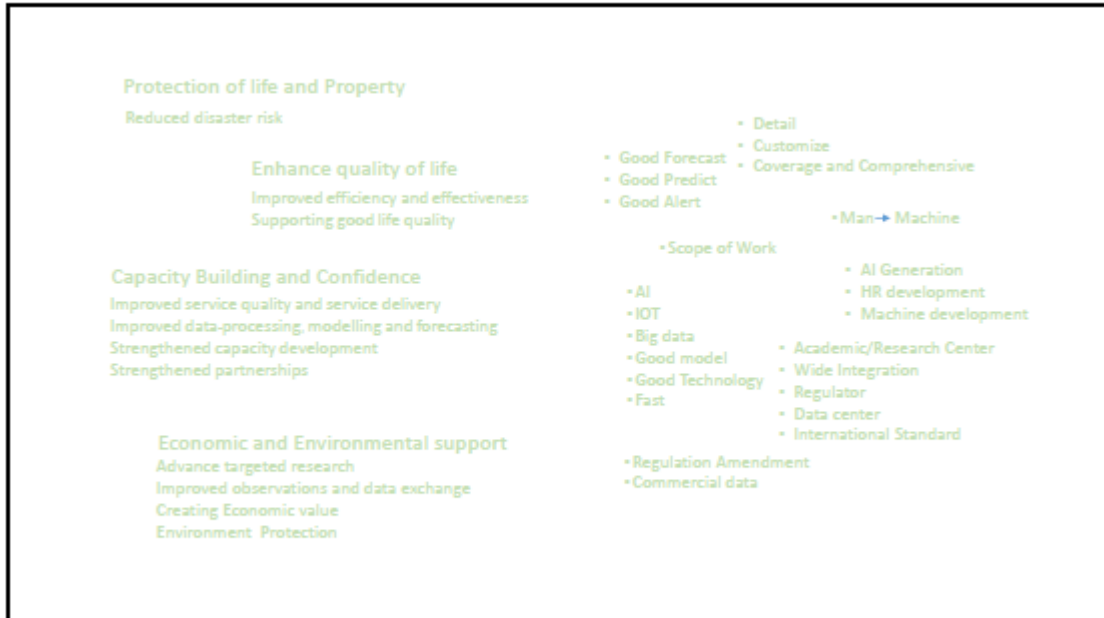 Protection of life and Property
Reduced disaster risk
Enhance quality of life
Improved efficiency and effectiveness
Supporting good life quality
Capacity Building and Confidence
Improved service quality and service delivery
Improved data-processing, modelling and forecasting
Strengthened capacity development
Strengthened partnerships
Economic and Environmental support
Advance targeted research
Improved observations and data exchange
Creating Economic value
Environment Protection
▪ Detail
▪ Customize
▪ Coverage and Comprehensive
▪ Good Forecast
▪ Good Predict
▪ Good Alert
▪Man→ Machine
▪Scope of Work
▪ AI Generation
▪ HR development
▪ Machine development
▪AI
▪IOT
▪Big data
▪Good model
▪Good Technology
▪Fast
▪ Academic/Research Center
▪ Wide Integration
▪ Regulator
▪ Data center
▪ International Standard
▪Regulation Amendment
▪Commercial data